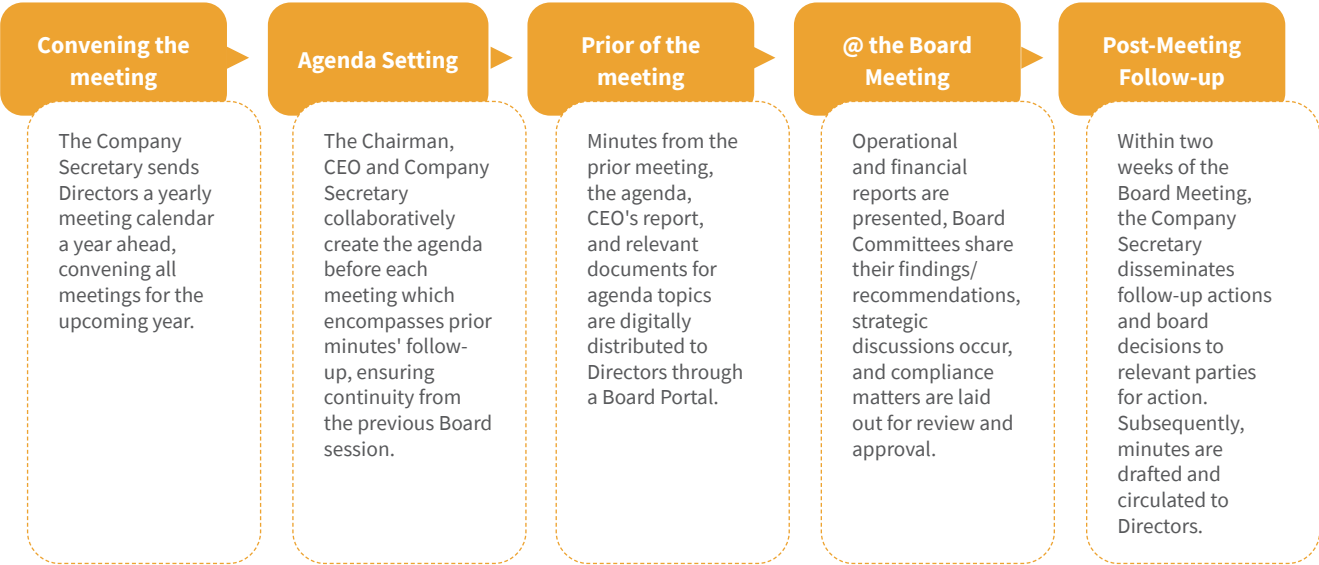 Convening the
meeting
The Company
Secretary sends
Directors a yearly
meeting calendar
a year ahead,
convening all
meetings for the
upcoming year.
Agenda Setting
The Chairman,
CEO and Company
Secretary
collaboratively
create the agenda
before each
meeting which
encompasses prior
minutes' follow-
up, ensuring
continuity from
the previous Board
session.
Prior of the
meeting
Minutes from the
prior meeting,
the agenda,
CEO's report,
and relevant
documents for
agenda topics
are digitally
distributed to
Directors through
a Board Portal.
@ the Board
Meeting
Operational
and financial
reports are
presented, Board
Committees share
their findings/
recommendations,
strategic
discussions occur,
and compliance
matters are laid
out for review and
approval.
Post-Meeting
Follow-up
Within two
weeks of the
Board Meeting,
the Company
Secretary
disseminates
follow-up actions
and board
decisions to
relevant parties
for action.
Subsequently,
minutes are
drafted and
circulated to
Directors.